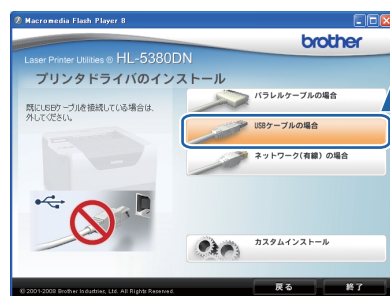 Macromedia Flash Player 8
brother
Laser Printer Utilities ® HL-5380DN
プリンタドライバのインストール
既にUSBケーブルを接続している場合は、
外してください。
パラレルケーブルの場合
USBケーブルの場合
ネットワーク(有線)の場合
カスタムインストール
© 2001-2008 Brother Industries, Ltd. All Rights Reserved.
戻る
終了